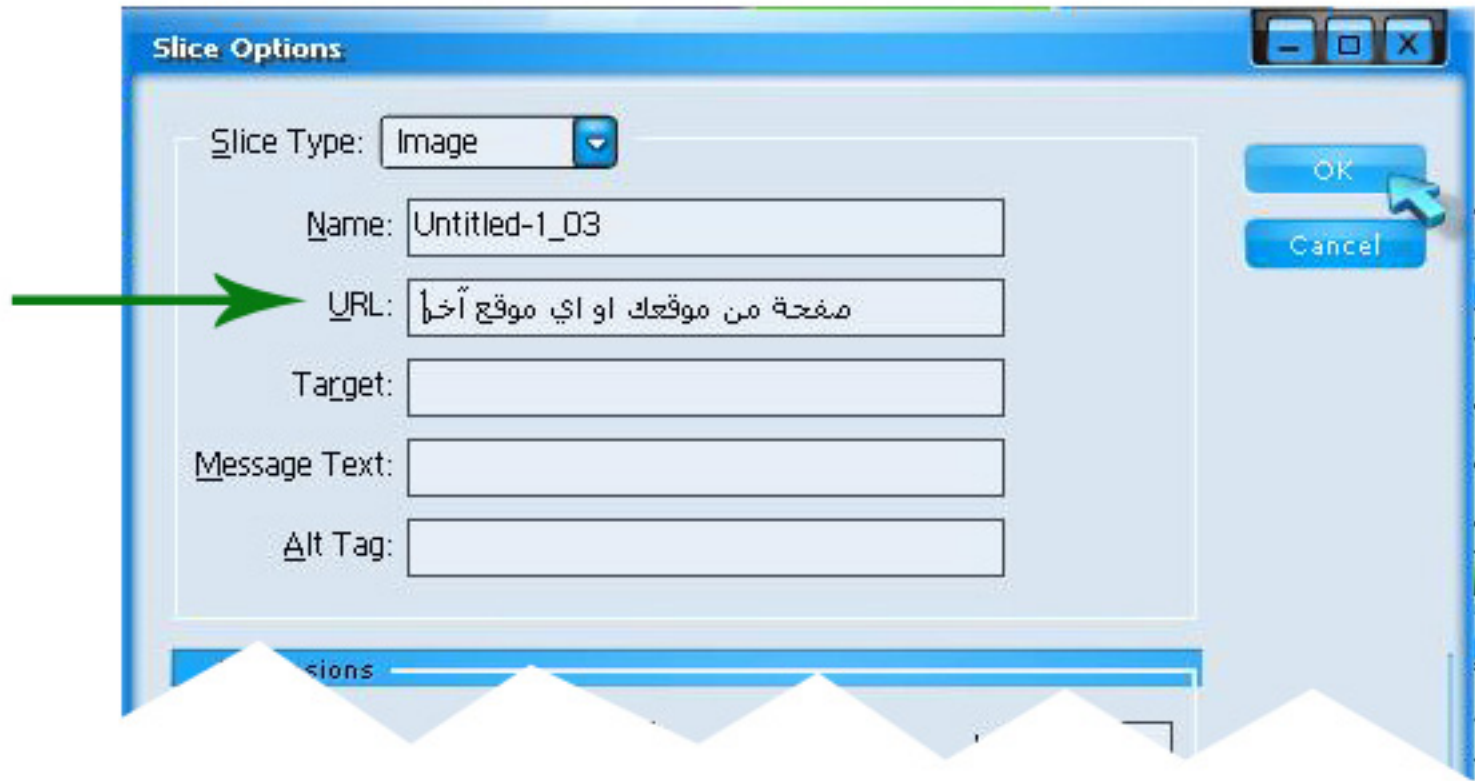 Slice Options
Slice Type: Image
OK
Name: Untitled-1_03
Cancel
URL: صفحة من موقعك او اي موقع آخر
Target:
Message Text:
Alt Tag: